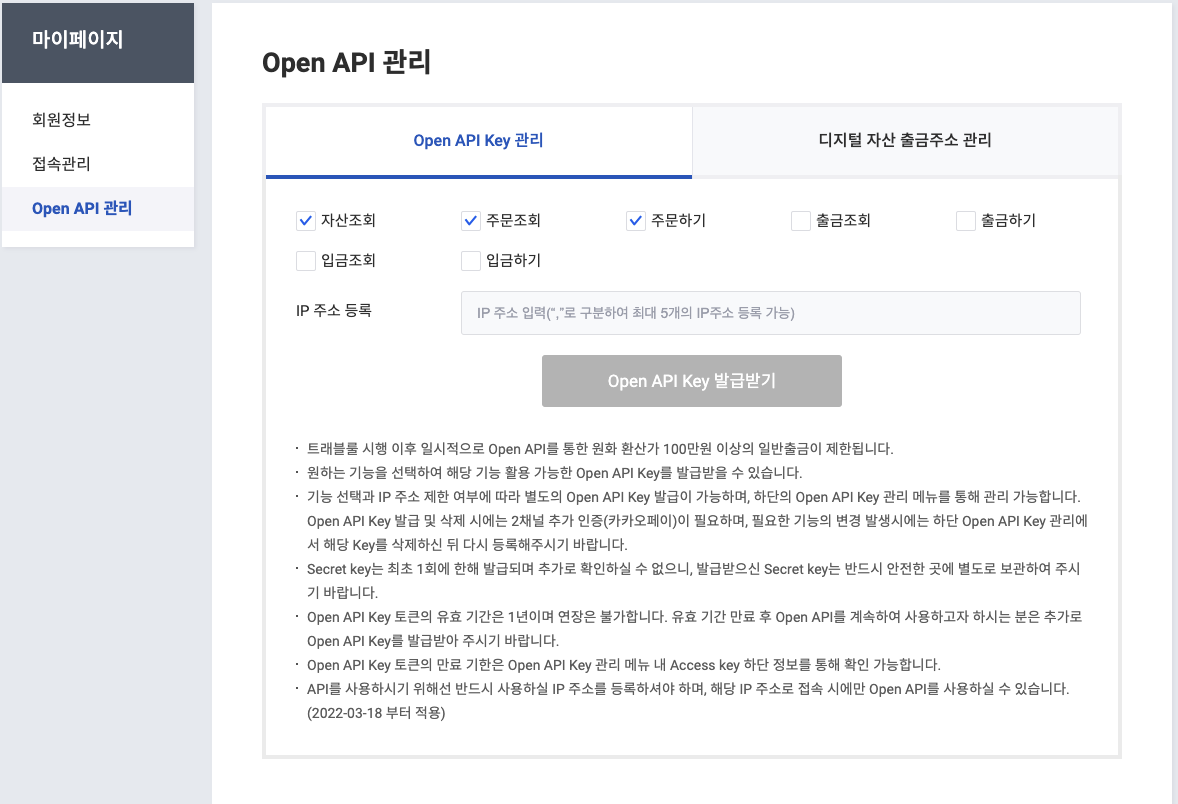 마이페이지
회원정보
접속관리
Open API 관리
Open API 관리
Open API Key 관리
디지털 자산 출금주소 관리
자산조회
주문조회
주문하기
출금조회
출금하기
입금조회
입금하기
IP 주소 등록
IP 주소 입력(“,”로 구분하여 최대 5개의 IP주소 등록 가능)
Open API Key 발급받기
· 트래블룰 시행 이후 일시적으로 Open API를 통한 원화 환산가 100만원 이상의 일반출금이 제한됩니다.
· 원하는 기능을 선택하여 해당 기능 활용 가능한 Open API Key를 발급받을 수 있습니다.
· 기능 선택과 IP 주소 제한 여부에 따라 별도의 Open API Key 발급이 가능하며, 하단의 Open API Key 관리 메뉴를 통해 관리 가능합니다.
Open API Key 발급 및 삭제 시에는 2채널 추가 인증(카카오페이)이 필요하며, 필요한 기능의 변경 발생시에는 하단 Open API Key 관리에
서 해당 Key를 삭제하신 뒤 다시 등록해주시기 바랍니다.
· Secret key는 최초 1회에 한해 발급되며 추가로 확인하실 수 없으니, 발급받으신 Secret key는 반드시 안전한 곳에 별도로 보관하여 주시
기 바랍니다.
· Open API Key 토큰의 유효 기간은 1년이며 연장은 불가합니다. 유효 기간 만료 후 Open API를 계속하여 사용하고자 하시는 분은 추가로
Open API Key를 발급받아 주시기 바랍니다.
· Open API Key 토큰의 만료 기한은 Open API Key 관리 메뉴 내 Access key 하단 정보를 통해 확인 가능합니다.
· API를 사용하시기 위해선 반드시 사용하실 IP 주소를 등록하셔야 하며, 해당 IP 주소로 접속 시에만 Open API를 사용하실 수 있습니다.
(2022-03-18 부터 적용)